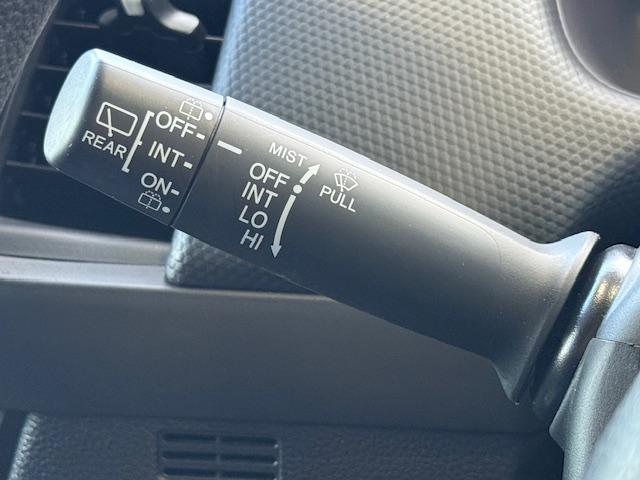 REAR
OFF
INT
ON
MIST
OFF
INT
LO
HI
PULL